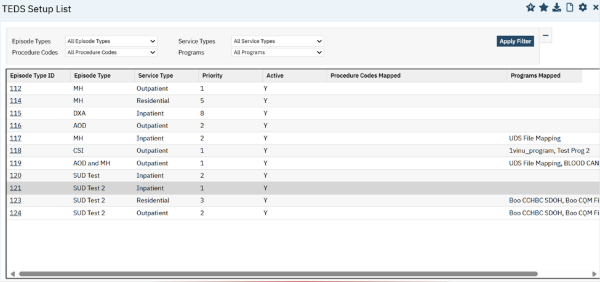 TEDS Setup List
Episode Types All Episode Types Service Types All Service Types Apply Filter
Procedure Codes All Procedure Codes Programs All Programs
Episode Type ID Episode Type Service Type Priority Active Procedure Codes Mapped Programs Mapped
112 MH Outpatient 1 Y
114 MH Residential 5 Y
115 DXA Inpatient 8 Y
116 AOD Outpatient 2 Y
117 MH Inpatient 2 Y UDS File Mapping
118 CSI Outpatient 1 Y 1vinu_program, Test Prog 2
119 AOD and MH Outpatient 1 Y UDS File Mapping, BLOOD CAN
120 SUD Test Inpatient 2 Y
121 SUD Test 2 Inpatient 1 Y
123 SUD Test 2 Residential 3 Y Boo CCHBC SDOH, Boo CQM Fi
124 SUD Test 2 Outpatient 2 Y Boo CCHBC SDOH, Boo CQM Fi